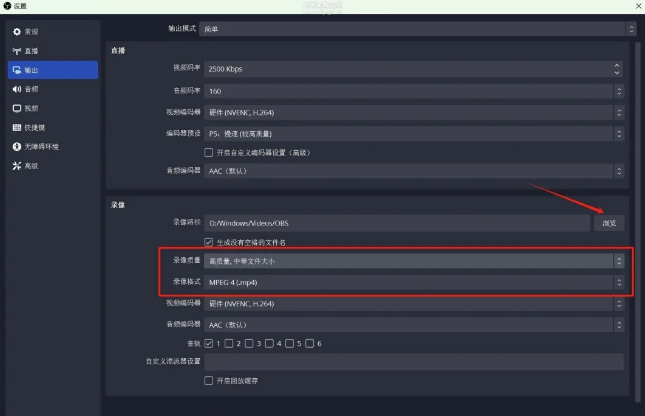 设置
常规
直播
输出
音频
视频
快捷键
无障碍环境
高级
输出模式 简单
直播
视频码率 2500 Kbps
音频码率 160
视频编码器 硬件 (NVENC, H.264)
编码器预设 P5：慢速 (较高质量)
开启自定义编码器设置（高级）
音频编码器 AAC（默认）
录像
录像路径 D:/Windows/Videos/OBS 浏览
生成没有空格的文件名
录像质量 高质量, 中等文件大小
录像格式 MPEG-4 (.mp4)
视频编码器 硬件 (NVENC, H.264)
音频编码器 AAC（默认）
音轨 1 2 3 4 5 6
自定义混流器设置
开启回放缓存